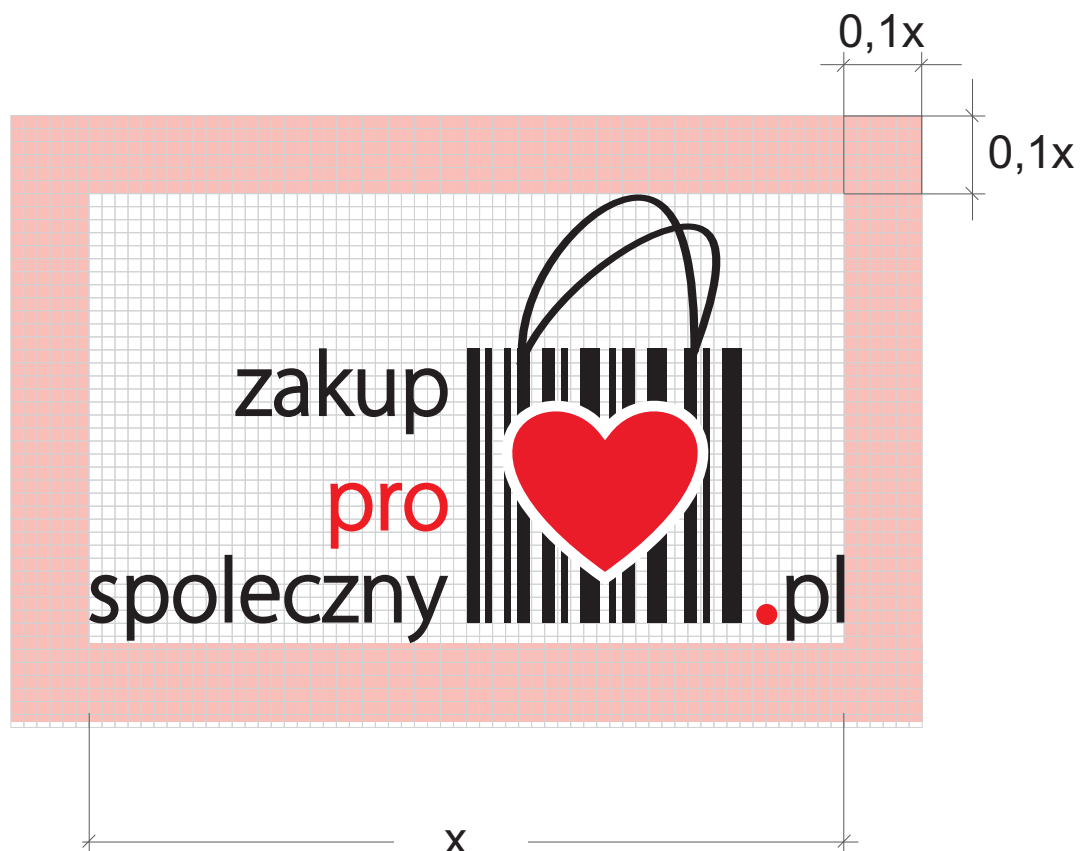 0,1x
0,1x
zakup
pro
spoleczny
.pl
x